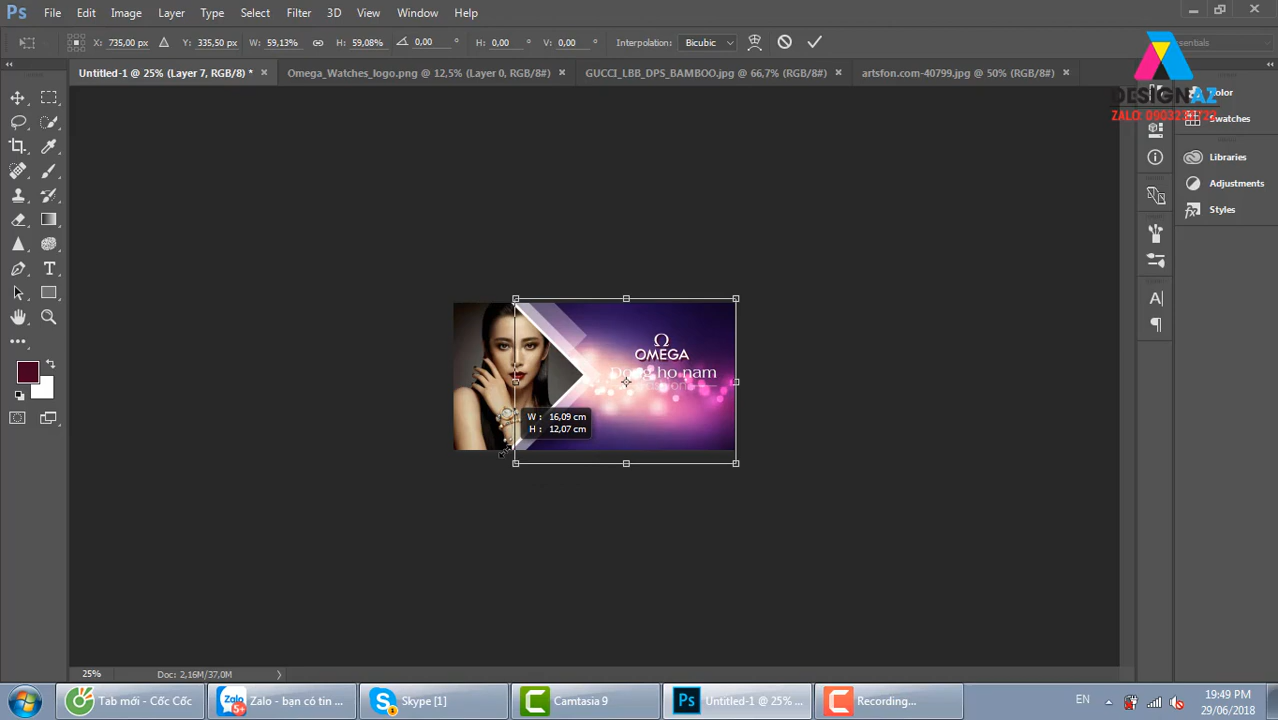 Ps File Edit Image Layer Type Select Filter 3D View Window Help
X: 735,00 px Y: 335,50 px W: 59,13% H: 59,08% 0,00 ° H: 0,00 ° V: 0,00 ° Interpolation: Bicubic
Untitled-1 @ 25% (Layer 7, RGB/8) * × Omega_Watches_logo.png @ 12,5% (Layer 0, RGB/8#) × GUCCI_LBB_DPS_BAMBOO.jpg @ 66,7% (RGB/8#) × artsfon.com-40799.jpg @ 50% (RGB/8#) ×
DESIGNAZ
Color
Swatches
Libraries
Adjustments
Styles
Ω
OMEGA
W : 16,09 cm
H : 12,07 cm
25% Doc: 2,16M/37,0M
Tab mới - Cốc Cốc Zalo - bạn có tin ... Skype [1] Camtasia 9 Untitled-1 @ 25% ... Recording...
EN
19:49 PM
29/06/2018